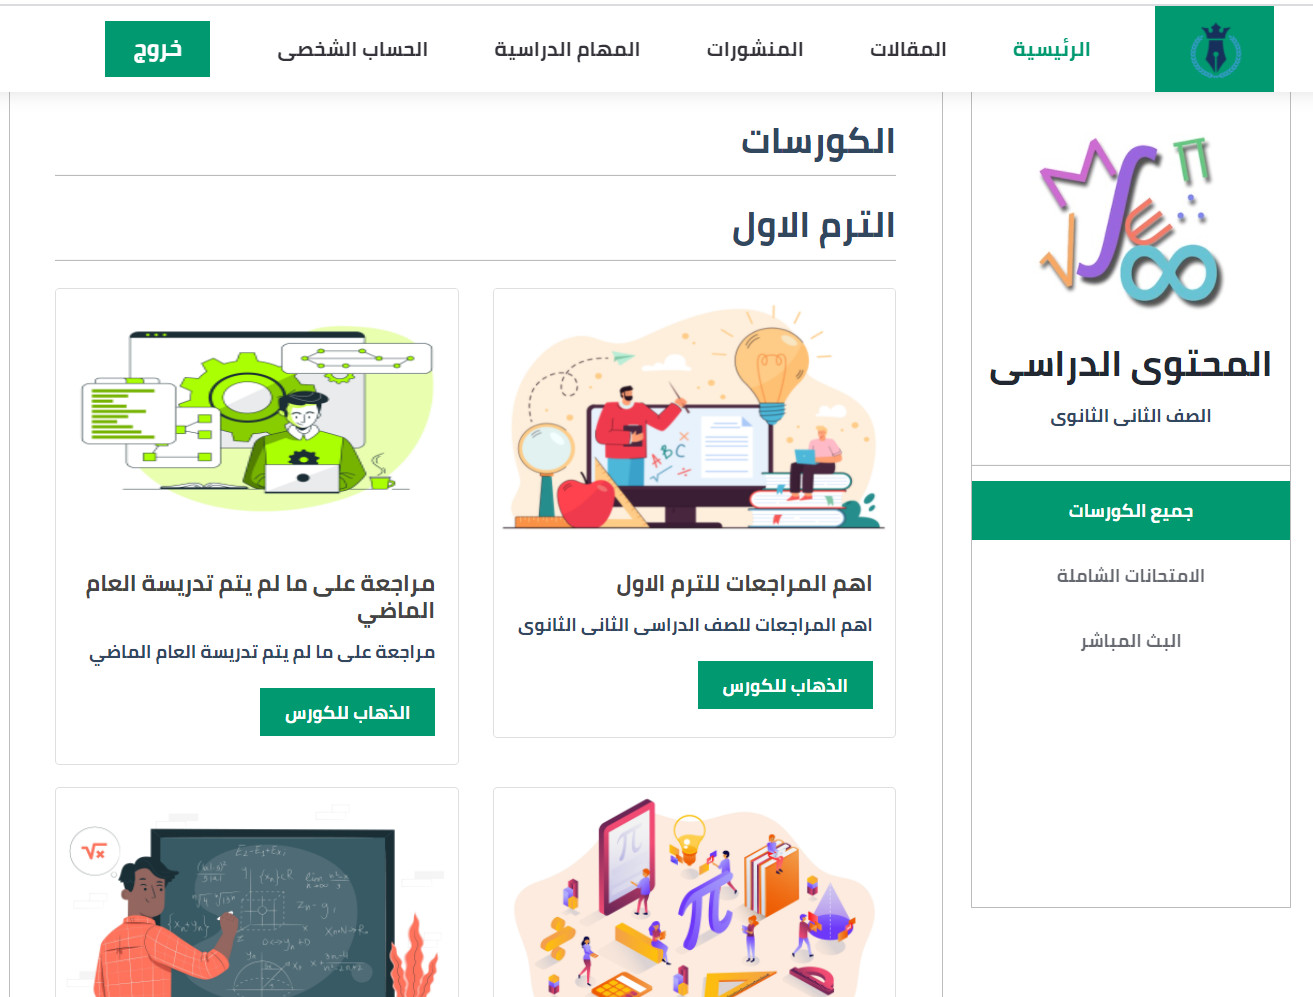 الرئيسية
المقالات
المنشورات
المهام الدراسية
الحساب الشخصى
خروج
المحتوى الدراسى
الصف الثانى الثانوى
جميع الكورسات
الامتحانات الشاملة
البث المباشر
الكورسات
الترم الاول
اهم المراجعات للترم الاول
اهم المراجعات للصف الدراسى الثانى الثانوى
الذهاب للكورس
مراجعة على ما لم يتم تدريسة العام
الماضي
مراجعة على ما لم يتم تدريسة العام الماضي
الذهاب للكورس
A B C
π
π
√x